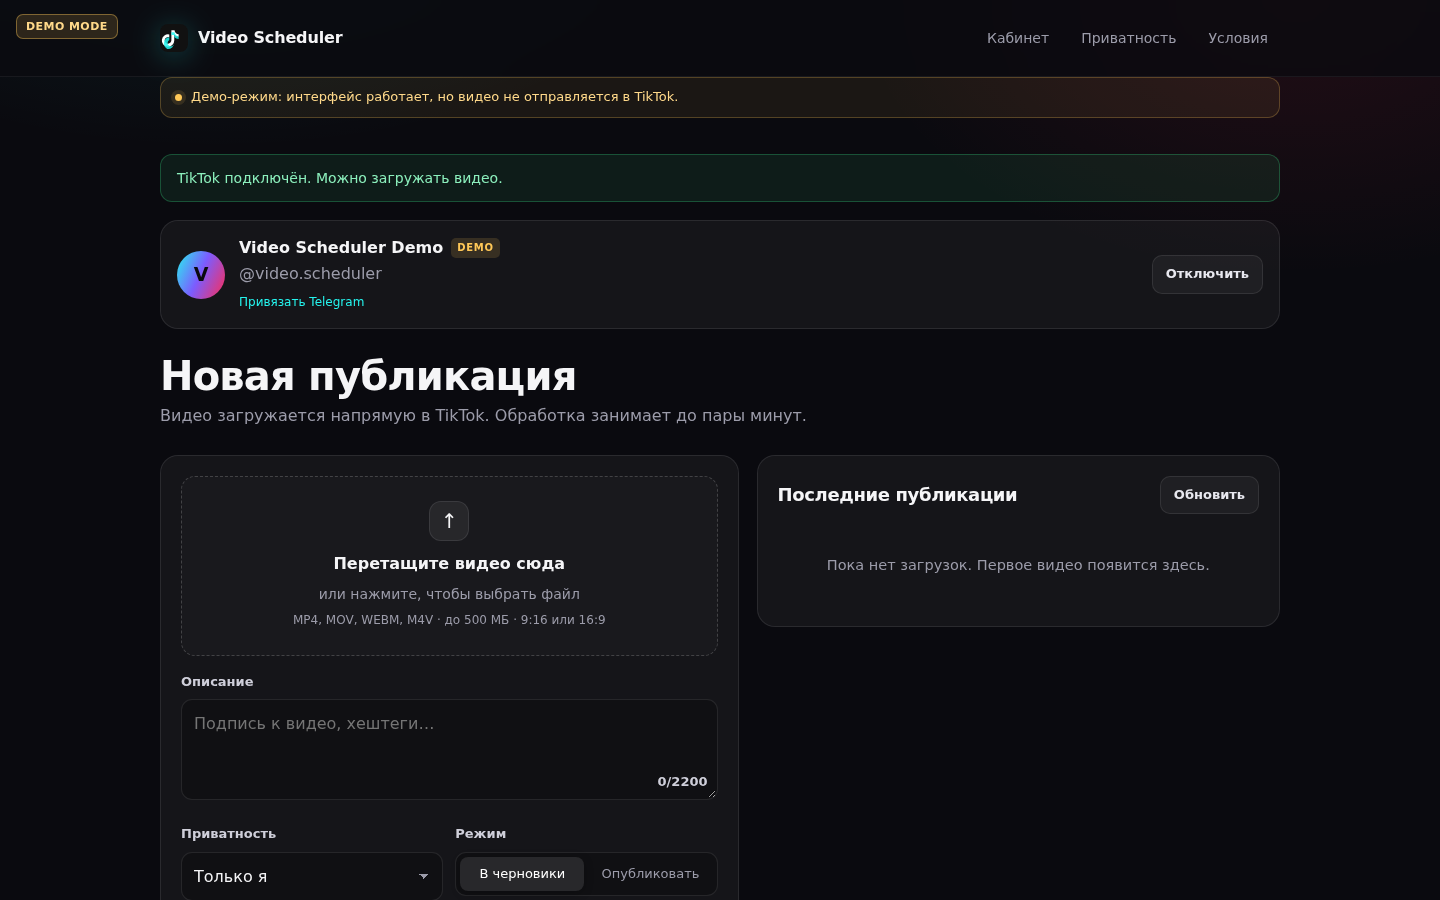 DEMO MODE
Video Scheduler
Кабинет
Приватность
Условия
Демо-режим: интерфейс работает, но видео не отправляется в TikTok.
TikTok подключён. Можно загружать видео.
V
Video Scheduler Demo DEMO
@video.scheduler
Привязать Telegram
Отключить
Новая публикация
Видео загружается напрямую в TikTok. Обработка занимает до пары минут.
↑
Перетащите видео сюда
или нажмите, чтобы выбрать файл
MP4, MOV, WEBM, M4V · до 500 МБ · 9:16 или 16:9
Описание
Подпись к видео, хештеги…
0/2200
Приватность
Только я
Режим
В черновики
Опубликовать
Последние публикации
Обновить
Пока нет загрузок. Первое видео появится здесь.